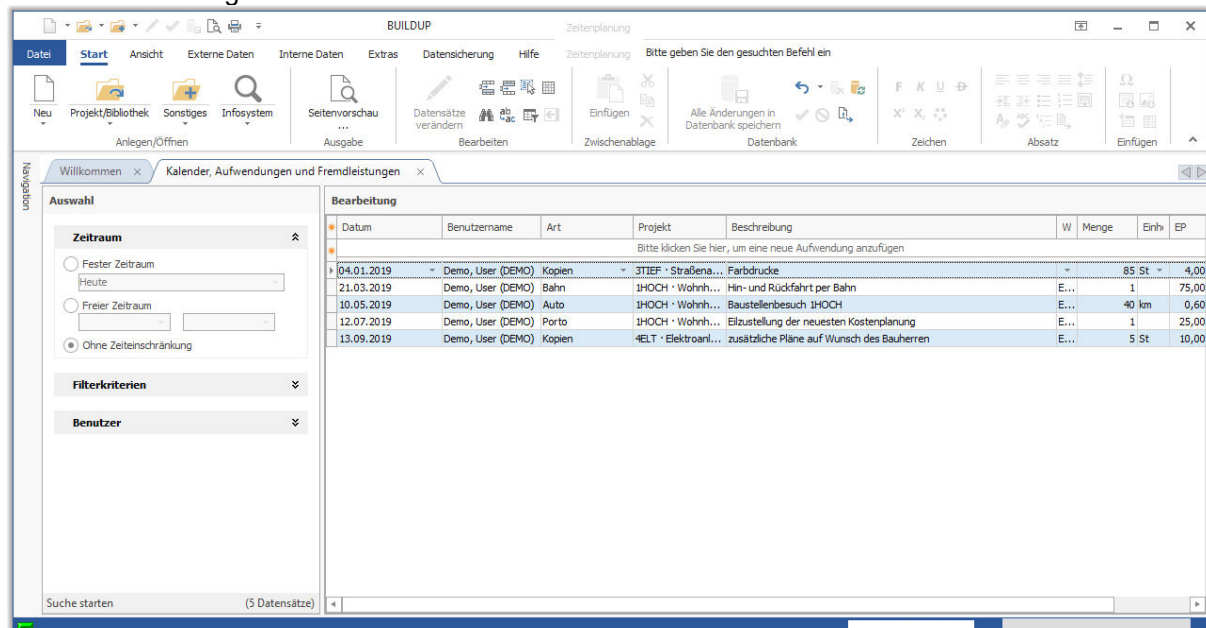 BUILDUP Zeitenplanung
Datei Start Ansicht Externe Daten Interne Daten Extras Datensicherung Hilfe Zeitenplanung Bitte geben Sie den gesuchten Befehl ein
Neu Projekt/Bibliothek Sonstiges Infosystem Seitenvorschau ... Datensätze verändern Einfügen Alle Änderungen in Datenbank speichern
Anlegen/Öffnen Ausgabe Bearbeiten Zwischenablage Datenbank Zeichen Absatz Einfügen
Navigation
Willkommen Kalender, Aufwendungen und Fremdleistungen
Auswahl Bearbeitung
Zeitraum
Fester Zeitraum
Heute
Freier Zeitraum
Ohne Zeiteinschränkung
Filterkriterien
Benutzer
Datum Benutzername Art Projekt Beschreibung W Menge Einh EP
Bitte klicken Sie hier, um eine neue Aufwendung anzufügen
04.01.2019 Demo, User (DEMO) Kopien 3TIEF · Straßena... Farbdrucke 85 St 4,00
21.03.2019 Demo, User (DEMO) Bahn 1HOCH · Wohnh... Hin- und Rückfahrt per Bahn E... 1 75,00
10.05.2019 Demo, User (DEMO) Auto 1HOCH · Wohnh... Baustellenbesuch 1HOCH E... 40 km 0,60
12.07.2019 Demo, User (DEMO) Porto 1HOCH · Wohnh... Eilzustellung der neuesten Kostenplanung E... 1 25,00
13.09.2019 Demo, User (DEMO) Kopien 4ELT · Elektroanl... zusätzliche Pläne auf Wunsch des Bauherren E... 5 St 10,00
Suche starten (5 Datensätze)